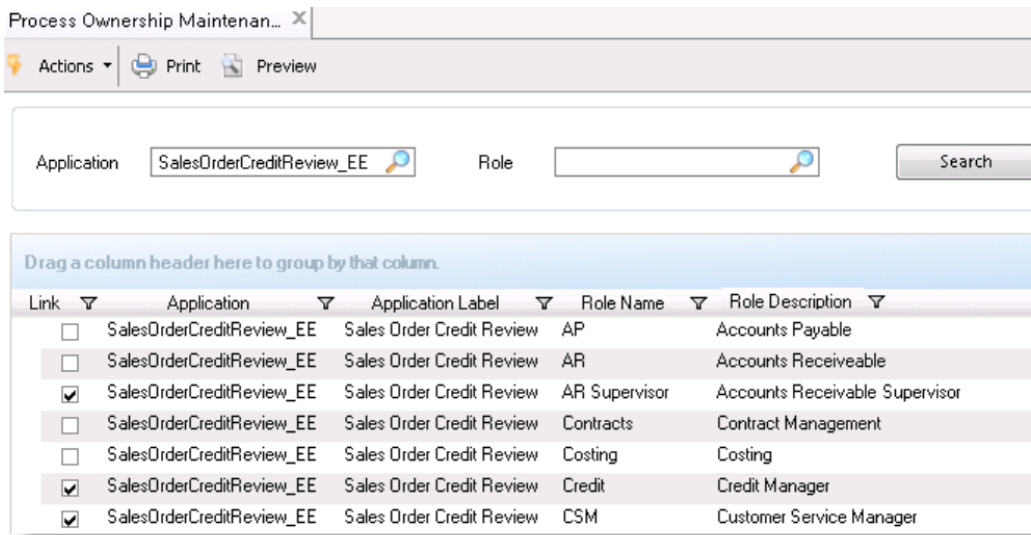 Process Ownership Maintenan...
Actions Print Preview
Application SalesOrderCreditReview_EE Role Search
Drag a column header here to group by that column.
Link Application Application Label Role Name Role Description
SalesOrderCreditReview_EE Sales Order Credit Review AP Accounts Payable
SalesOrderCreditReview_EE Sales Order Credit Review AR Accounts Receiveable
SalesOrderCreditReview_EE Sales Order Credit Review AR Supervisor Accounts Receivable Supervisor
SalesOrderCreditReview_EE Sales Order Credit Review Contracts Contract Management
SalesOrderCreditReview_EE Sales Order Credit Review Costing Costing
SalesOrderCreditReview_EE Sales Order Credit Review Credit Credit Manager
SalesOrderCreditReview_EE Sales Order Credit Review CSM Customer Service Manager